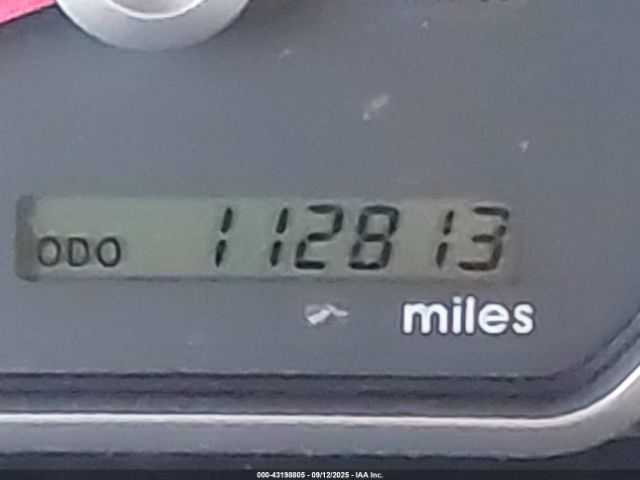 ODO 112813
miles
000-43198805 - 09/12/2025 - IAA Inc.